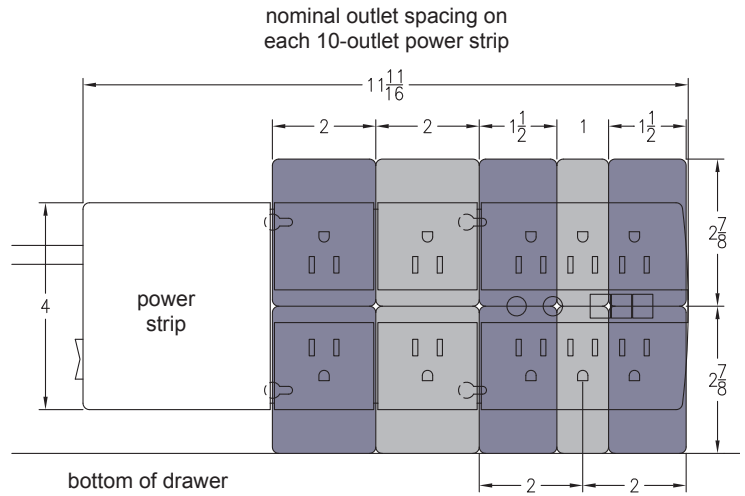 nominal outlet spacing on
each 10-outlet power strip
11 11/16
2
2
1 1/2
1
1 1/2
2 7/8
4
power
strip
2 7/8
bottom of drawer
2
2